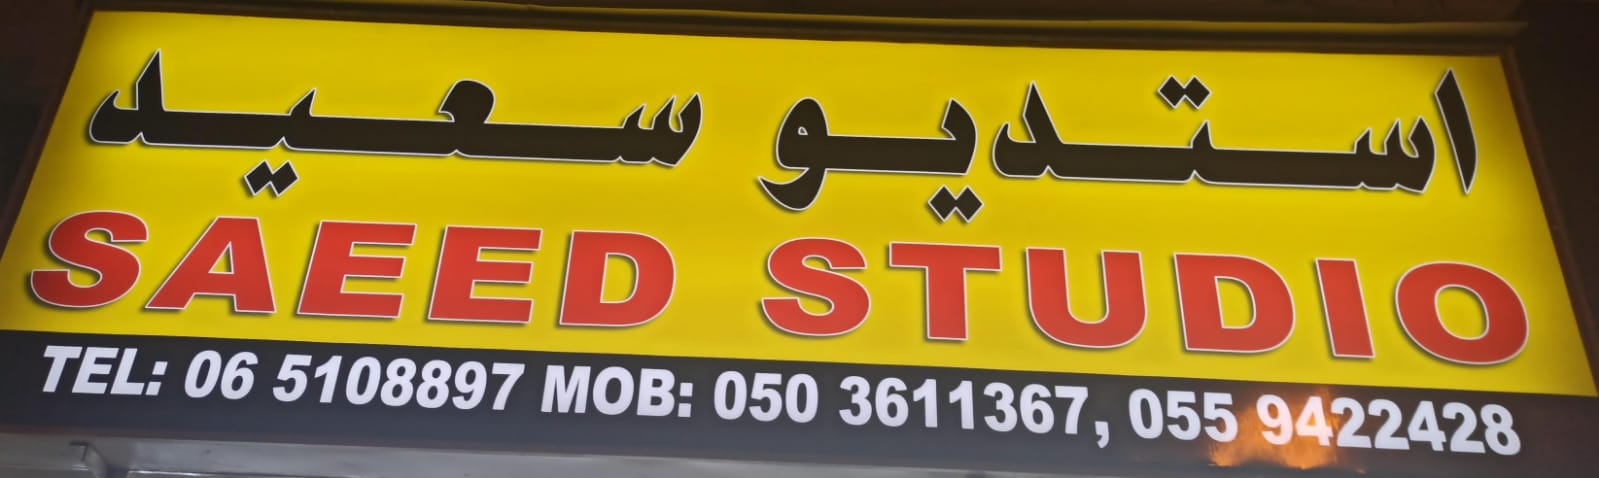 استديو سعيد
SAEED STUDIO
TEL: 06 5108897 MOB: 050 3611367, 055 9422428